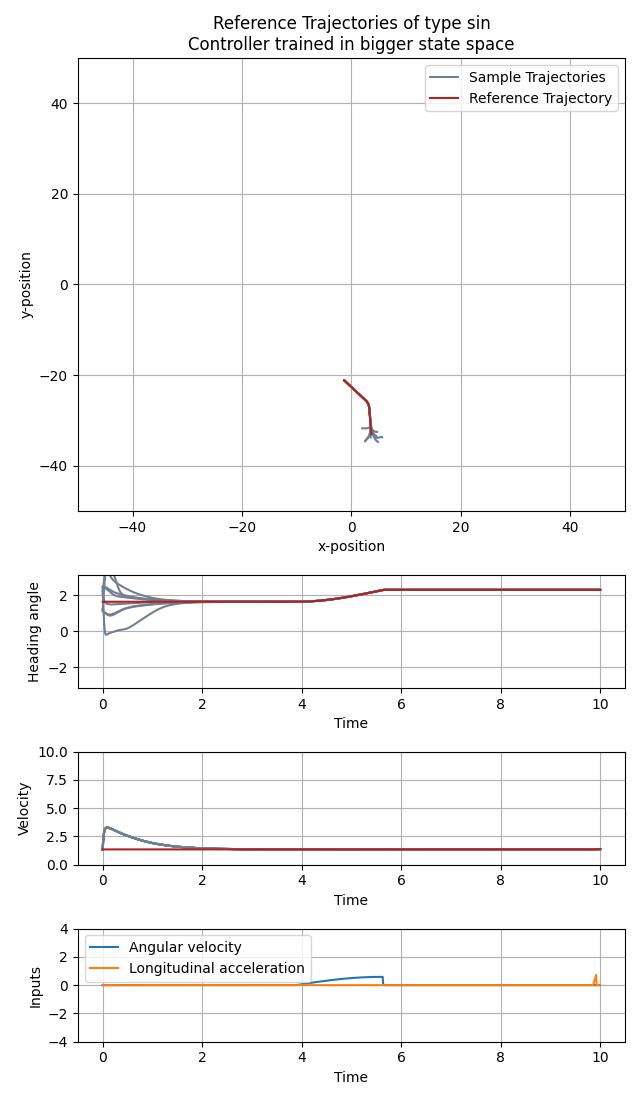 Reference Trajectories of type sin
Controller trained in bigger state space
Sample Trajectories
Reference Trajectory
40
20
0
−20
−40
y-position
−40 −20 0 20 40
x-position
2
0
−2
Heading angle
0 2 4 6 8 10
Time
10.0
7.5
5.0
2.5
0.0
Velocity
0 2 4 6 8 10
Time
Angular velocity
Longitudinal acceleration
4
2
0
−2
−4
Inputs
0 2 4 6 8 10
Time